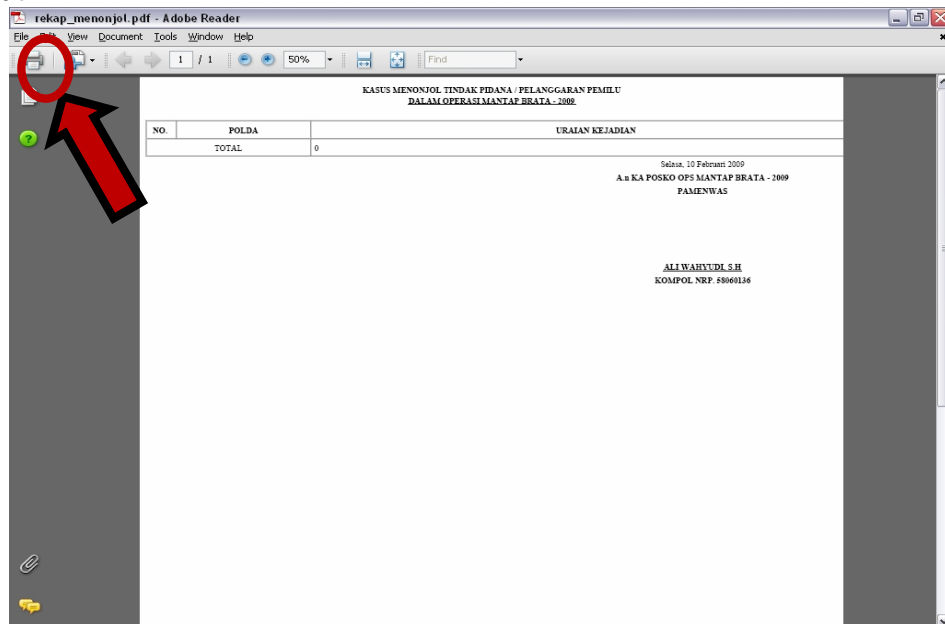 rekap_menonjol.pdf - Adobe Reader
File Edit View Document Tools Window Help
1 / 1 50% Find
KASUS MENONJOL TINDAK PIDANA / PELANGGARAN PEMILU
DALAM OPERASI MANTAP BRATA - 2009
NO. POLDA URAIAN KEJADIAN
TOTAL 0
Selasa, 10 Februari 2009
A.n KA POSKO OPS MANTAP BRATA - 2009
PAMENWAS
ALI WAHYUDI, S.H
KOMPOL NRP. 58060136